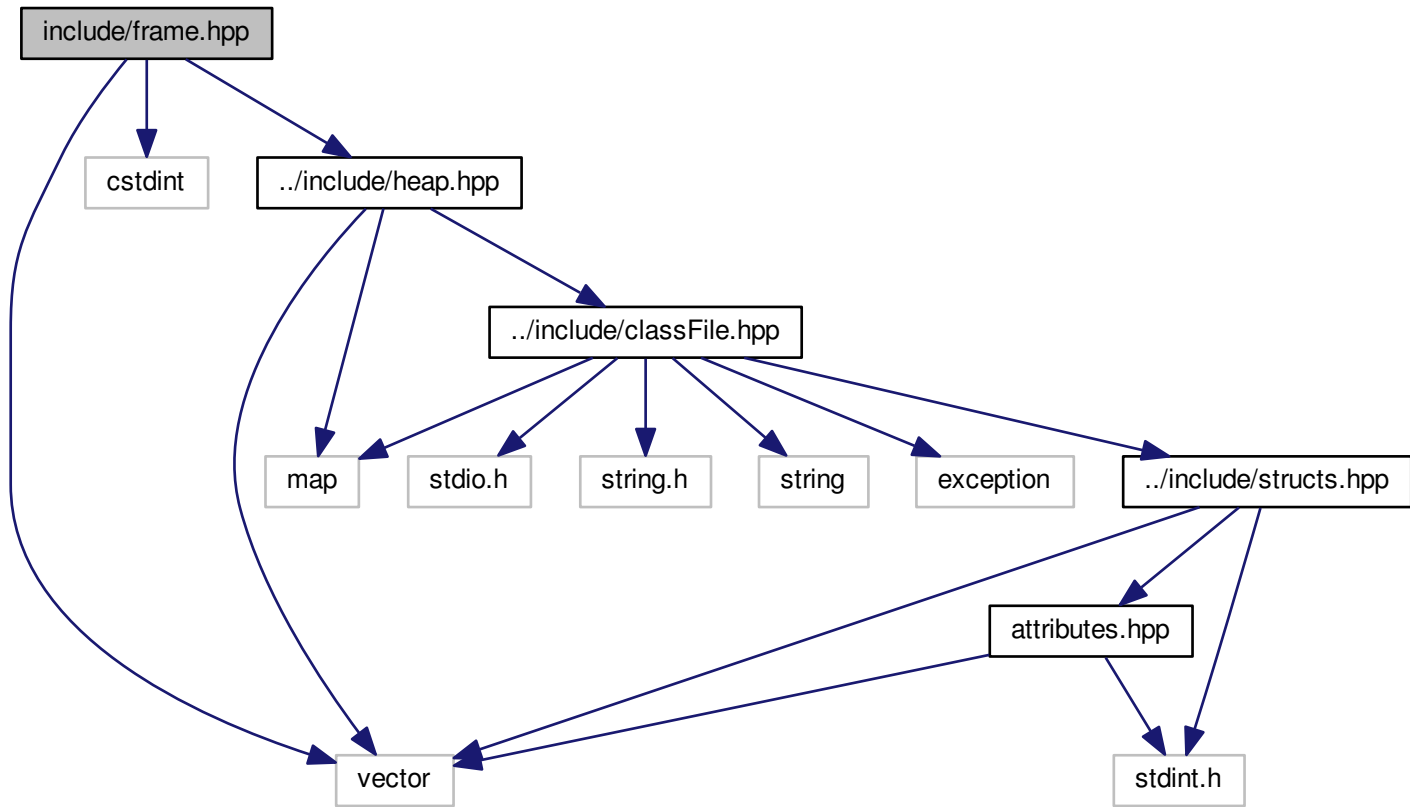 include/frame.hpp
cstdint
../include/heap.hpp
../include/classFile.hpp
map
stdio.h
string.h
string
exception
../include/structs.hpp
attributes.hpp
vector
stdint.h